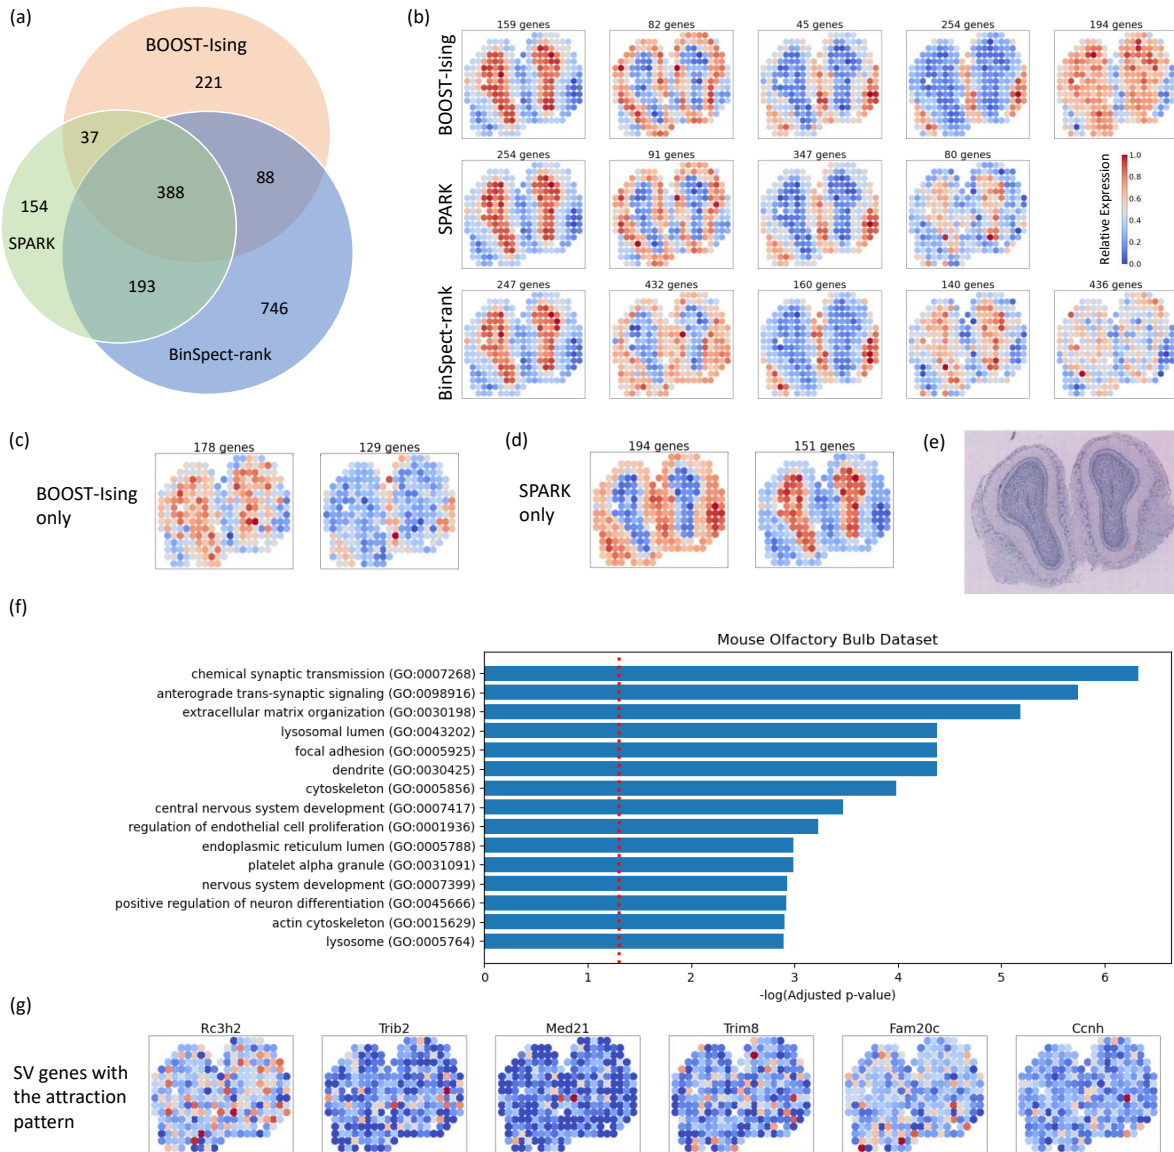 (a)
BOOST-Ising
221
37
88
388
154
SPARK
193
746
BinSpect-rank
(b)
BOOST-Ising
159 genes
82 genes
45 genes
254 genes
194 genes
SPARK
254 genes
91 genes
347 genes
80 genes
Relative Expression
1.0
0.8
0.6
0.4
0.2
0.0
BinSpect-rank
247 genes
432 genes
160 genes
140 genes
436 genes
(c)
BOOST-Ising
only
178 genes
129 genes
(d)
SPARK
only
194 genes
151 genes
(e)
(f)
Mouse Olfactory Bulb Dataset
chemical synaptic transmission (GO:0007268)
anterograde trans-synaptic signaling (GO:0098916)
extracellular matrix organization (GO:0030198)
lysosomal lumen (GO:0043202)
focal adhesion (GO:0005925)
dendrite (GO:0030425)
cytoskeleton (GO:0005856)
central nervous system development (GO:0007417)
regulation of endothelial cell proliferation (GO:0001936)
endoplasmic reticulum lumen (GO:0005788)
platelet alpha granule (GO:0031091)
nervous system development (GO:0007399)
positive regulation of neuron differentiation (GO:0045666)
actin cytoskeleton (GO:0015629)
lysosome (GO:0005764)
0 1 2 3 4 5 6
-log(Adjusted p-value)
(g)
SV genes with
the attraction
pattern
Rc3h2
Trib2
Med21
Trim8
Fam20c
Ccnh